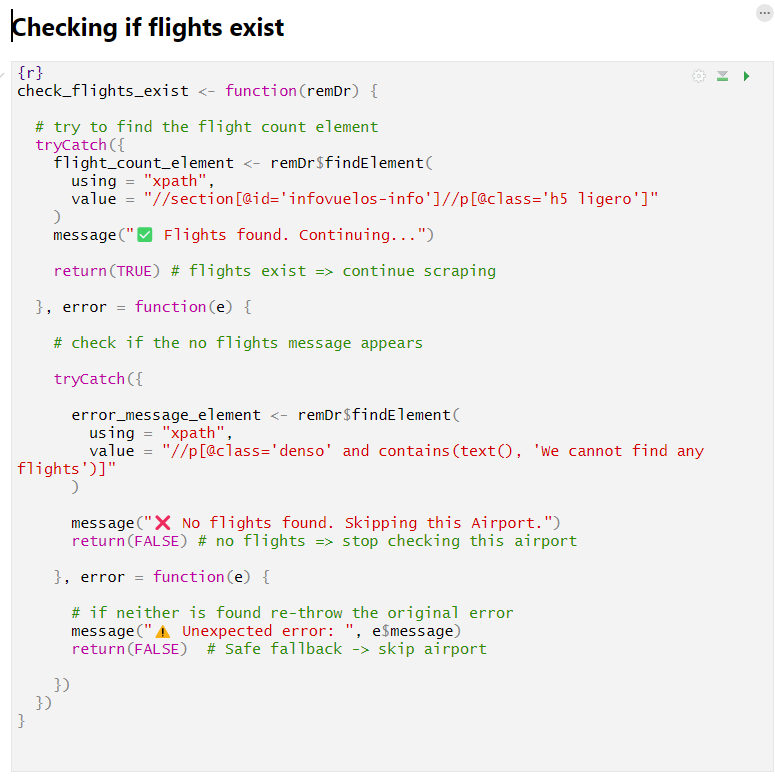 Checking if flights exist
{r}
check_flights_exist <- function(remDr) {
  # try to find the flight count element
  tryCatch({
    flight_count_element <- remDr$findElement(
      using = "xpath",
      value = "//section[@id='infovuelos-info']//p[@class='h5 ligero']"
    )
    message("✅ Flights found. Continuing...")
    return(TRUE) # flights exist => continue scraping
  }, error = function(e) {
    # check if the no flights message appears
    tryCatch({
      error_message_element <- remDr$findElement(
        using = "xpath",
        value = "//p[@class='denso' and contains(text(), 'We cannot find any
flights')]"
      )
      message("❌ No flights found. Skipping this Airport.")
      return(FALSE) # no flights => stop checking this airport
    }, error = function(e) {
      # if neither is found re-throw the original error
      message("⚠️ Unexpected error: ", e$message)
      return(FALSE)  # Safe fallback -> skip airport
    })
  })
}